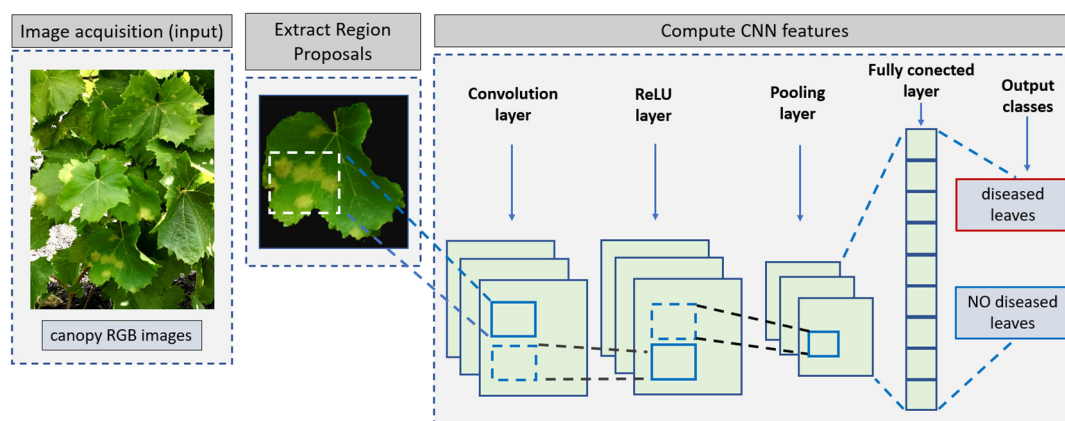 Image acquisition (input)
canopy RGB images
Extract Region
Proposals
Compute CNN features
Convolution
layer
ReLU layer
Pooling
layer
Fully conected
layer
Output
classes
diseased
leaves
NO diseased
leaves